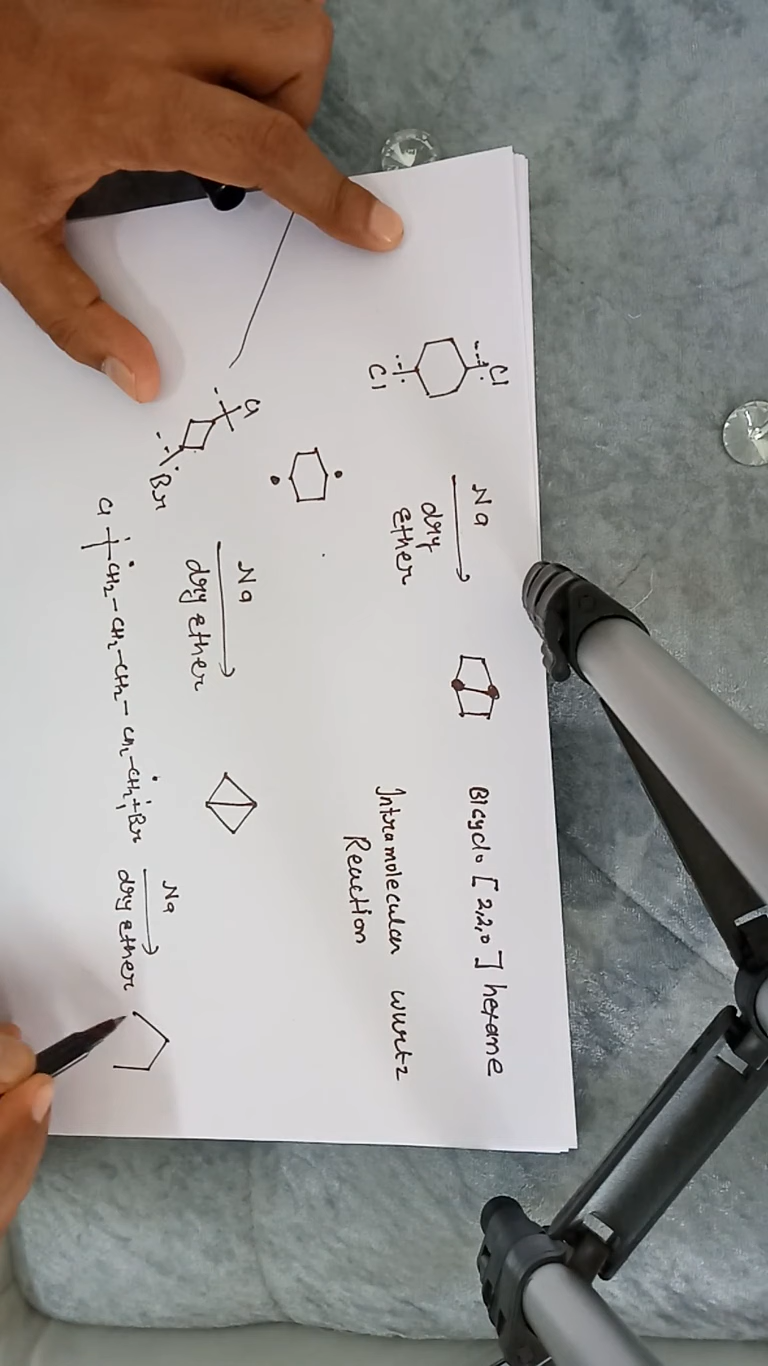 Cl
Cl
Na
dry
ether
Bicyclo [2,2,0] hexame
Intramolecular wurtz
Reaction
Cl
Br
Na
dry ether
Cl CH2-CH2-CH2-CH2-CH2 Br
Na
dry ether